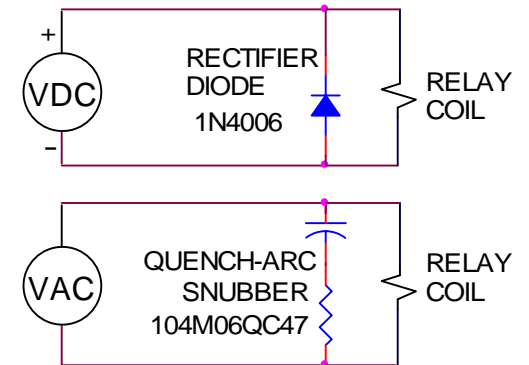 +
VDC
-
RECTIFIER
DIODE
1N4006
RELAY
COIL
VAC
QUENCH-ARC
SNUBBER
104M06QC47
RELAY
COIL